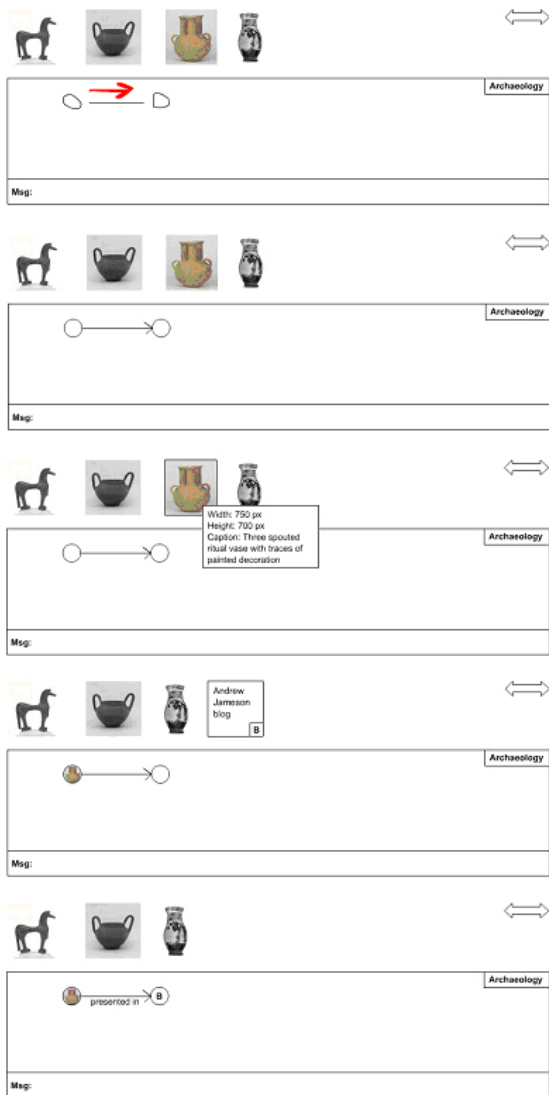 Archaeology
Msg:
Archaeology
Msg:
Width: 750 px
Height: 700 px
Caption: Three spouted
ritual vase with traces of
painted decoration
Archaeology
Msg:
Andrew
Jameson
blog
B
Archaeology
Msg:
Archaeology
B
presented in
Msg: